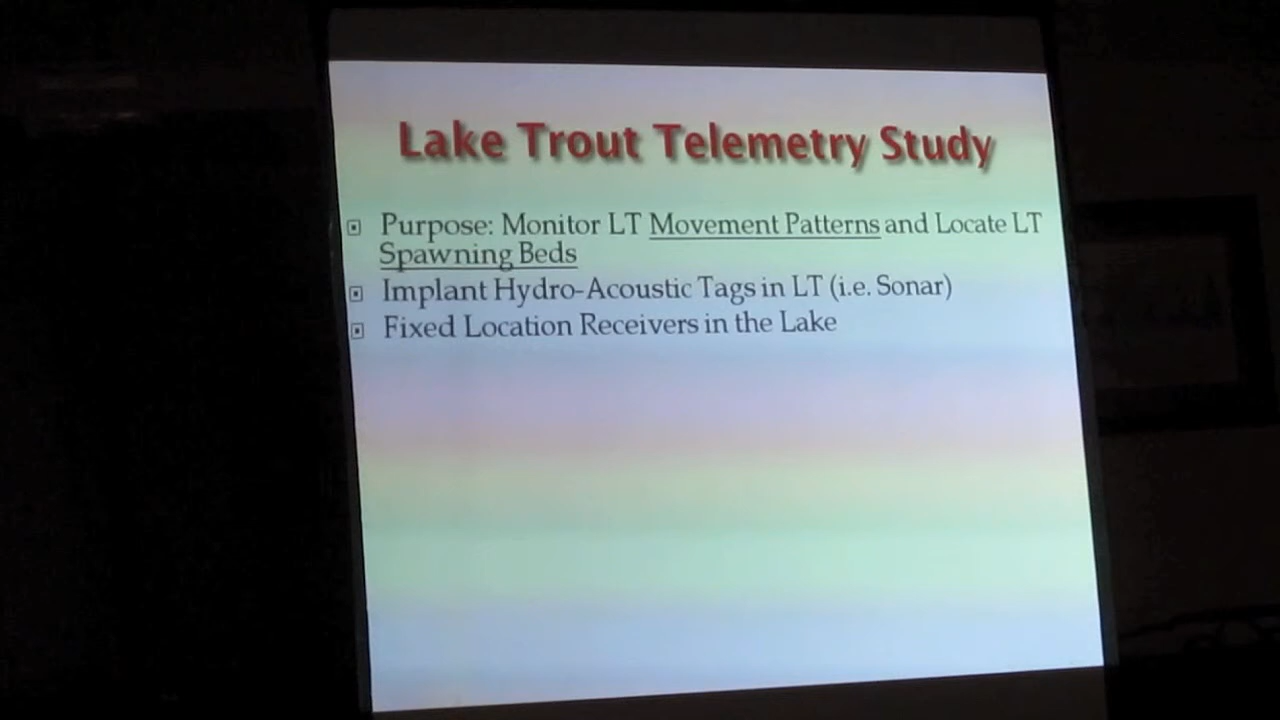 Lake Trout Telemetry Study
Purpose: Monitor LT Movement Patterns and Locate LT
Spawning Beds
Implant Hydro-Acoustic Tags in LT (i.e. Sonar)
Fixed Location Receivers in the Lake